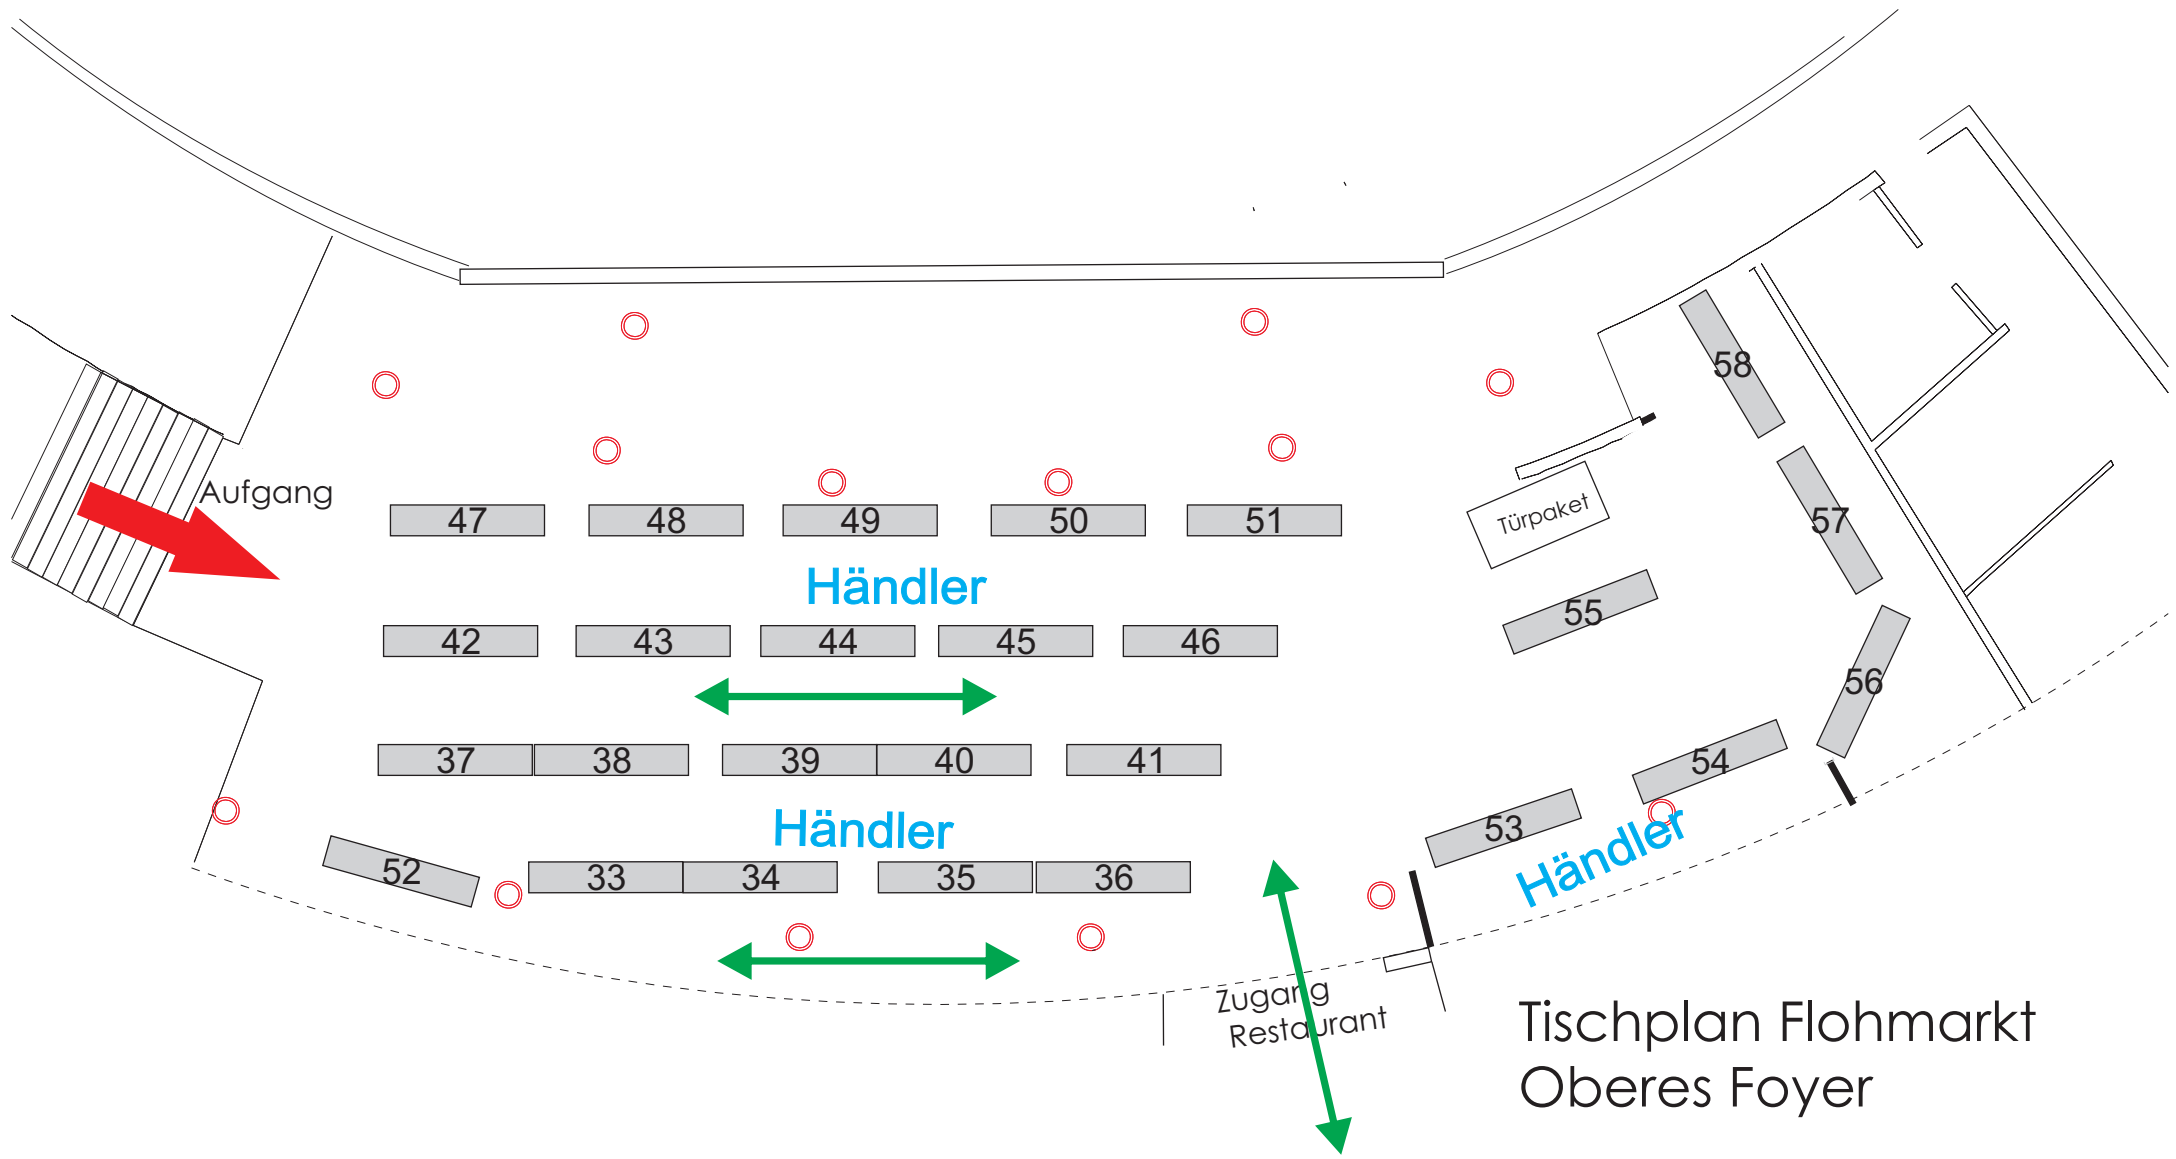 58
Aufgang
47 48 49 50 51
Türpaket
57
Händler
55
42 43 44 45 46
56
37 38 39 40 41
54
Händler
53
Händler
52 33 34 35 36
Zugang
Restaurant
Tischplan Flohmarkt
Oberes Foyer